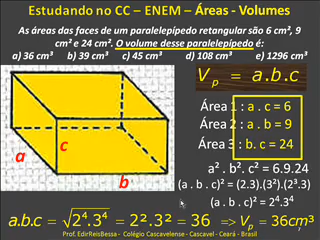 Estudando no CC – ENEM – Áreas - Volumes
As áreas das faces de um paralelepípedo retangular são 6 cm², 9
cm² e 24 cm². O volume desse paralelepípedo é:
a) 36 cm³ b) 39 cm³ c) 45 cm³ d) 108 cm³ e) 1296 cm³
Vₚ = a.b.c
Área 1 : a . c = 6
Área 2 : a . b = 9
Área 3 : b. c = 24
a
c
b
a² . b². c² = 6.9.24
(a . b . c)² = (2.3).(3²).(2³.3)
(a . b . c)² = 2⁴.3⁴
a.b.c = √2⁴.3⁴ = 2².3² = 36 => Vₚ = 36cm³
Prof. EdirReisBessa - Colégio Cascavelense - Cascavel - Ceará - Brasil